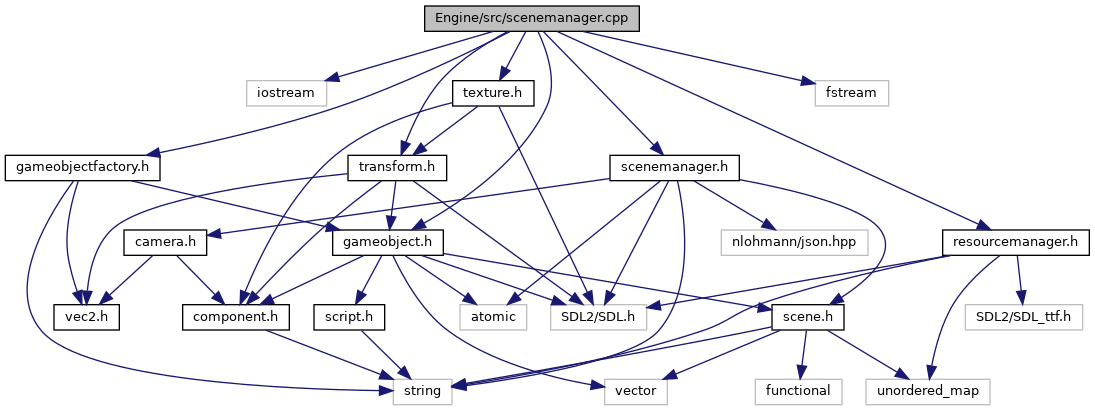 Engine/src/scenemanager.cpp
iostream
texture.h
fstream
gameobjectfactory.h
transform.h
scenemanager.h
camera.h
gameobject.h
nlohmann/json.hpp
resourcemanager.h
vec2.h
component.h
script.h
atomic
SDL2/SDL.h
scene.h
SDL2/SDL_ttf.h
string
vector
functional
unordered_map